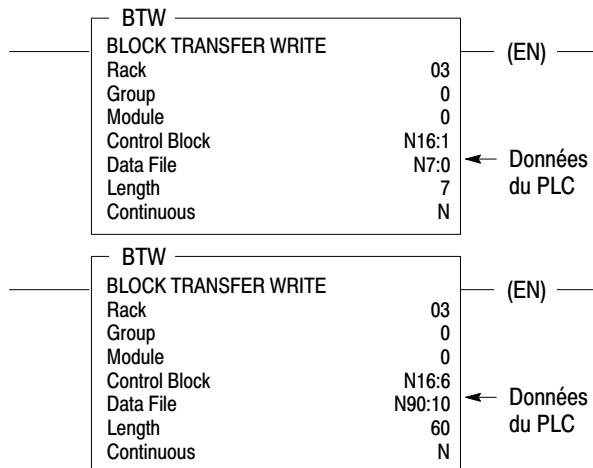 BTW
BLOCK TRANSFER WRITE
(EN)
Rack 03
Group 0
Module 0
Control Block N16:1
Data File N7:0
Données
Length 7
du PLC
Continuous N
BTW
BLOCK TRANSFER WRITE
(EN)
Rack 03
Group 0
Module 0
Control Block N16:6
Data File N90:10
Données
Length 60
du PLC
Continuous N